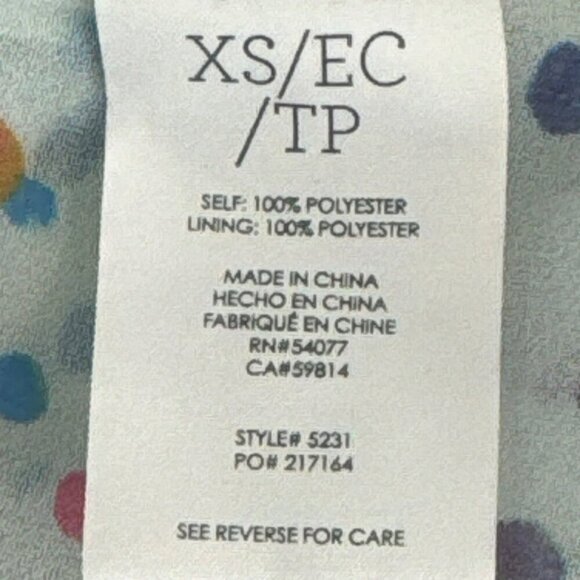 XS/EC
/TP
SELF: 100% POLYESTER
LINING: 100% POLYESTER
MADE IN CHINA
HECHO EN CHINA
FABRIQUÉ EN CHINE
RN#54077
CA#59814
STYLE# 5231
PO# 217164
SEE REVERSE FOR CARE